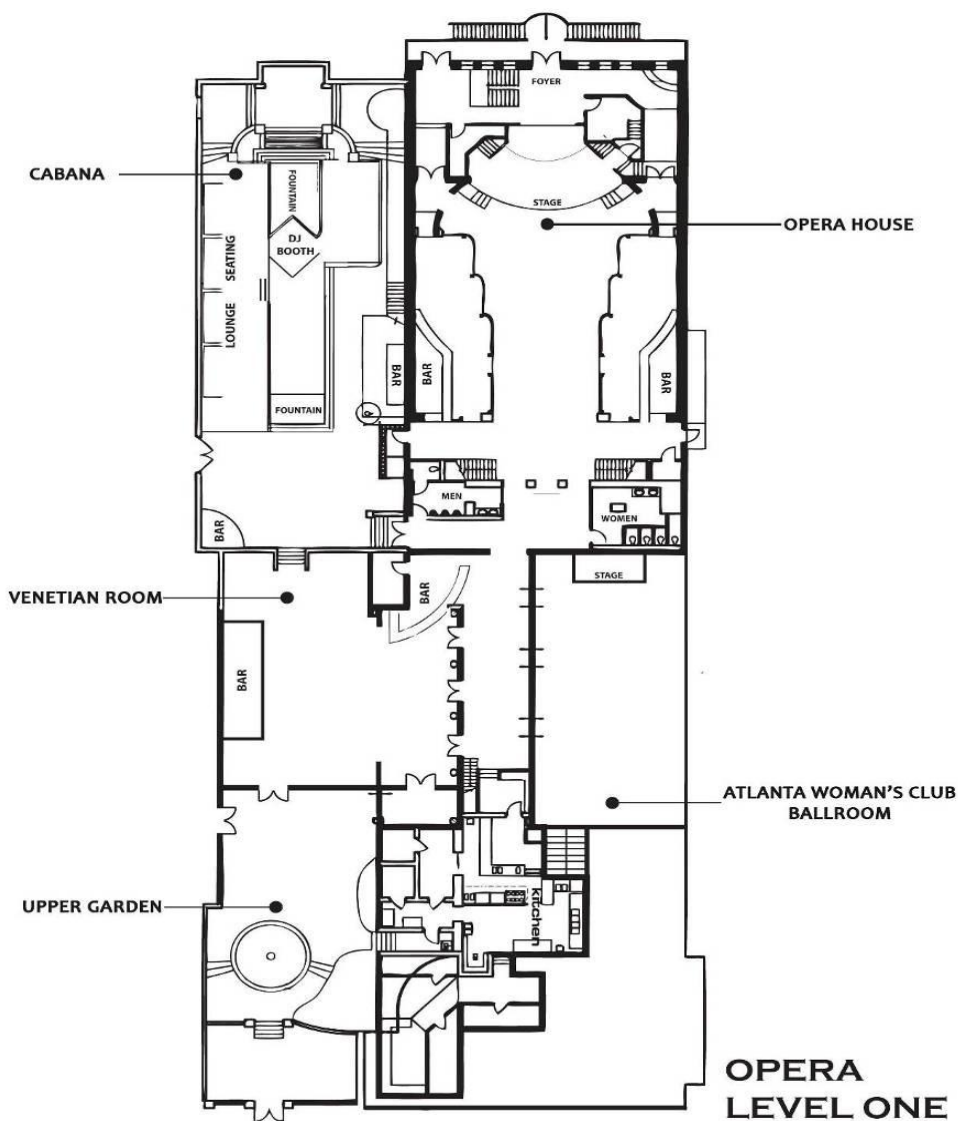 FOYER
CABANA
FOUNTAIN
STAGE
OPERA HOUSE
DJ
BOOTH
SEATING
LOUNGE
BAR
BAR
BAR
FOUNTAIN
MEN
WOMEN
BAR
STAGE
VENETIAN ROOM
BAR
BAR
ATLANTA WOMAN'S CLUB
BALLROOM
UPPER GARDEN
kitchen
OPERA
LEVEL ONE